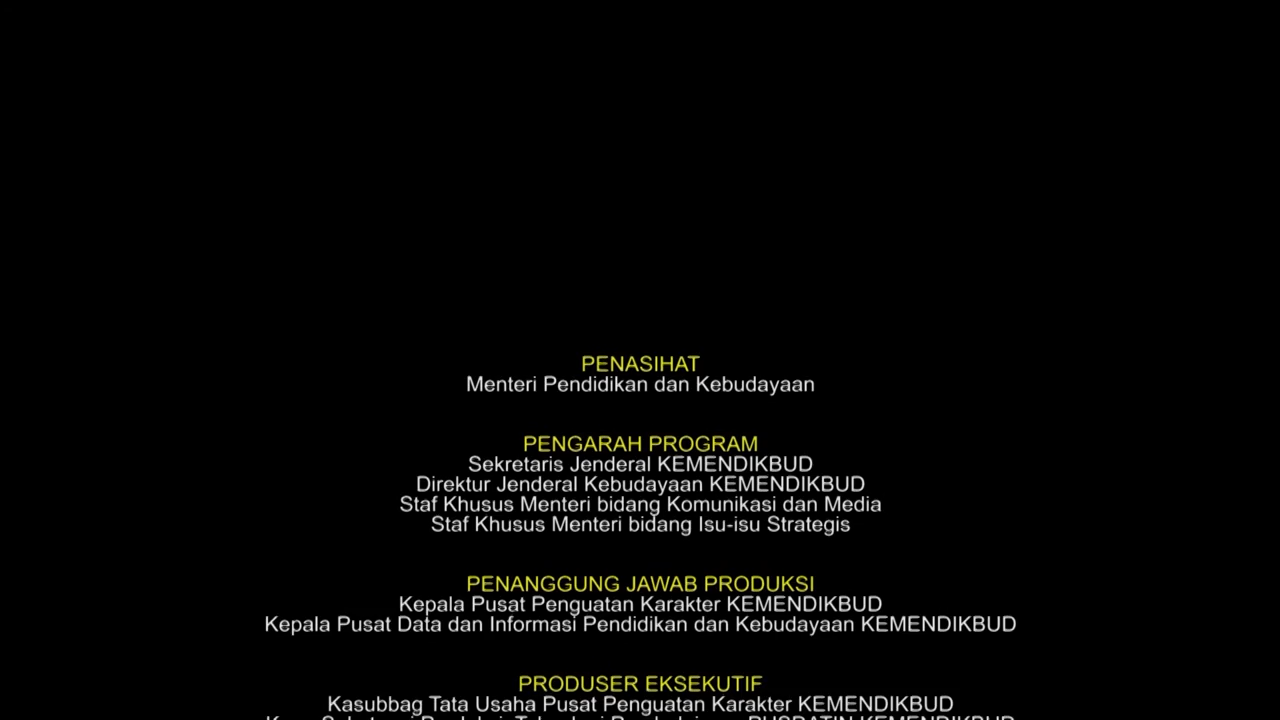 PENASIHAT
Menteri Pendidikan dan Kebudayaan
PENGARAH PROGRAM
Sekretaris Jenderal KEMENDIKBUD
Direktur Jenderal Kebudayaan KEMENDIKBUD
Staf Khusus Menteri bidang Komunikasi dan Media
Staf Khusus Menteri bidang Isu-isu Strategis
PENANGGUNG JAWAB PRODUKSI
Kepala Pusat Penguatan Karakter KEMENDIKBUD
Kepala Pusat Data dan Informasi Pendidikan dan Kebudayaan KEMENDIKBUD
PRODUSER EKSEKUTIF
Kasubbag Tata Usaha Pusat Penguatan Karakter KEMENDIKBUD